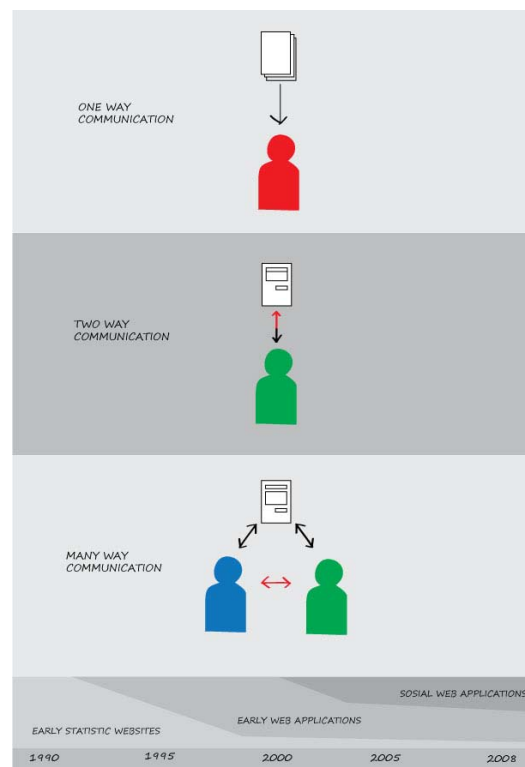 ONE WAY
COMMUNICATION
TWO WAY
COMMUNICATION
MANY WAY
COMMUNICATION
SOSIAL WEB APPLICATIONS
EARLY WEB APPLICATIONS
EARLY STATISTIC WEBSITES
1990 1995 2000 2005 2008